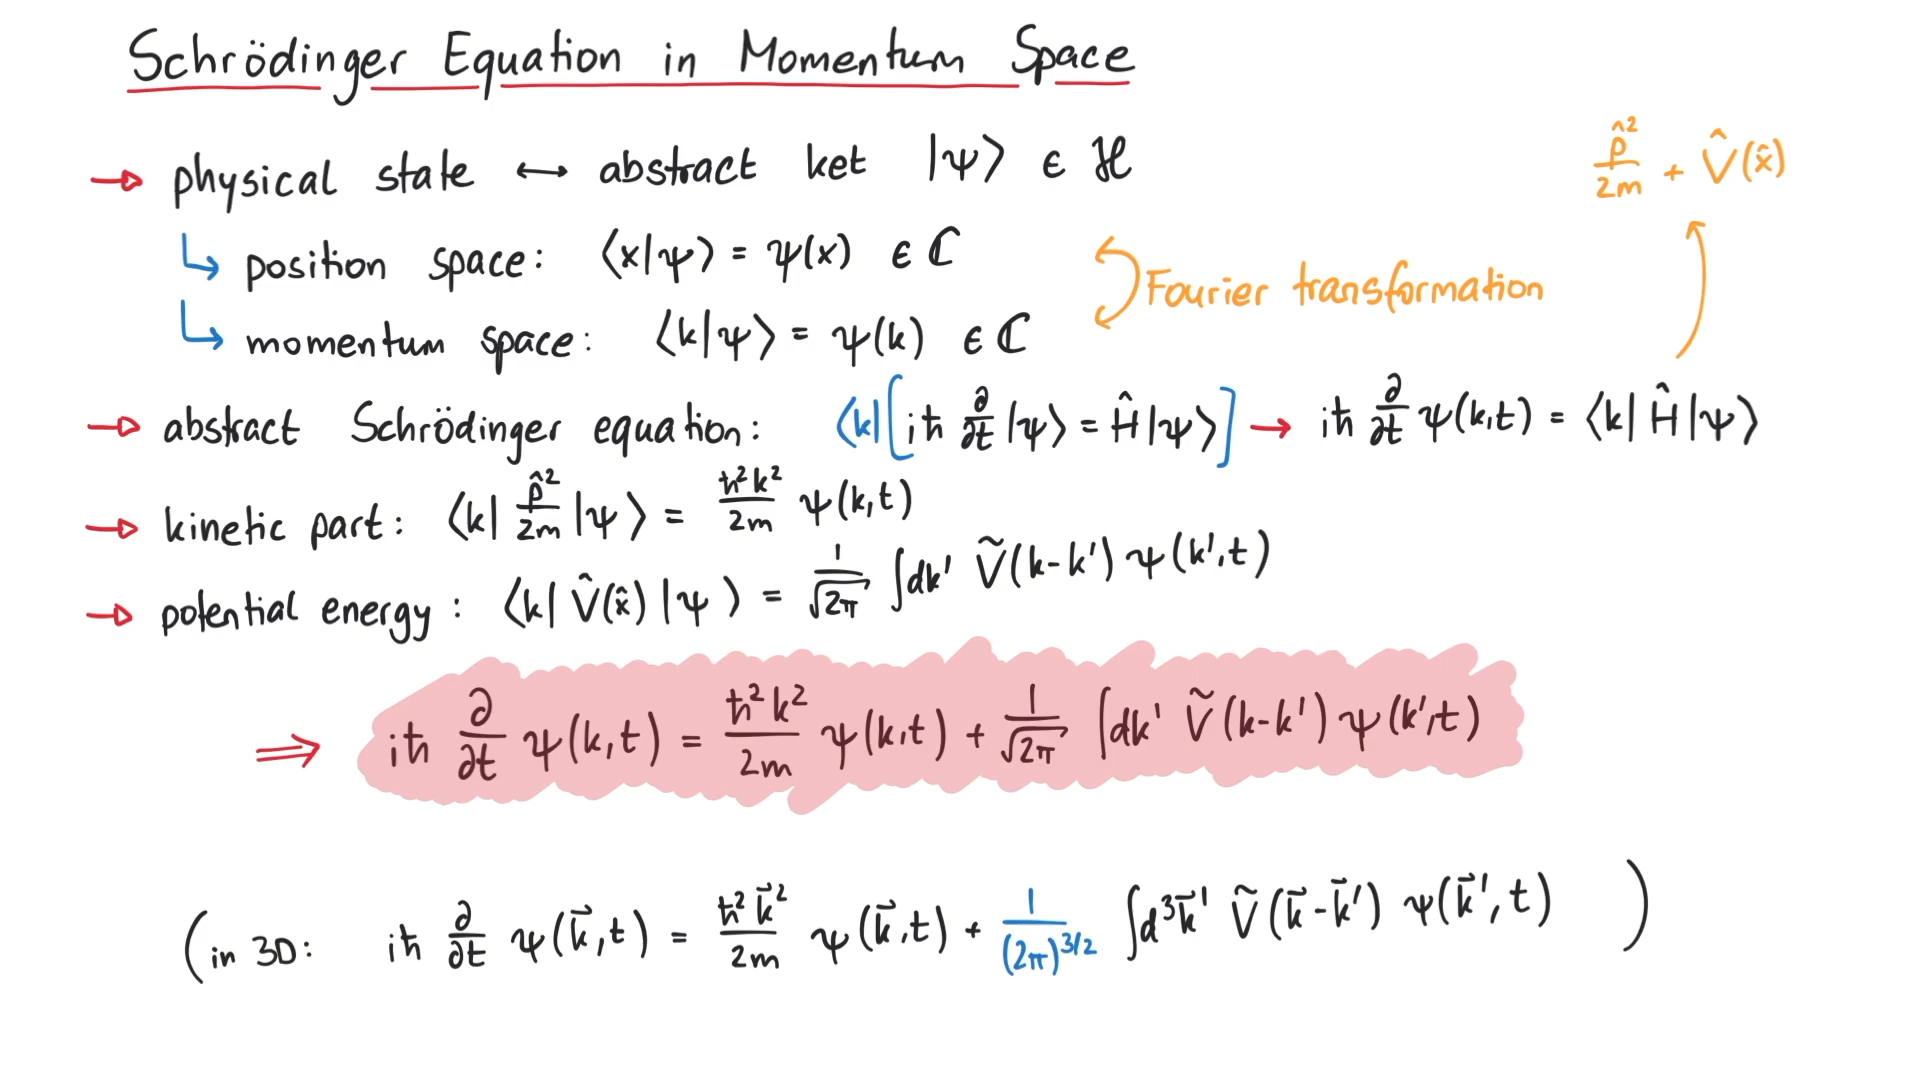 Schrödinger Equation in Momentum Space
→ physical state ↔ abstract ket |ψ⟩ ∈ ℋ
p̂²/2m + V̂(x̂)
↳ position space: ⟨x|ψ⟩ = ψ(x) ∈ ℂ
Fourier transformation
↳ momentum space: ⟨k|ψ⟩ = ψ(k) ∈ ℂ
→ abstract Schrödinger equation: ⟨k|[iħ ∂/∂t |ψ⟩ = Ĥ|ψ⟩] → iħ ∂/∂t ψ(k,t) = ⟨k|Ĥ|ψ⟩
→ kinetic part: ⟨k| p̂²/2m |ψ⟩ = ħ²k²/2m ψ(k,t)
→ potential energy: ⟨k| V̂(x̂) |ψ⟩ = 1/√2π ∫dk' Ṽ(k-k') ψ(k',t)
⇒ iħ ∂/∂t ψ(k,t) = ħ²k²/2m ψ(k,t) + 1/√2π ∫dk' Ṽ(k-k') ψ(k',t)
(in 3D: iħ ∂/∂t ψ(k⃗,t) = ħ²k⃗²/2m ψ(k⃗,t) + 1/(2π)^3/2 ∫d³k⃗' Ṽ(k⃗-k⃗') ψ(k⃗',t) )